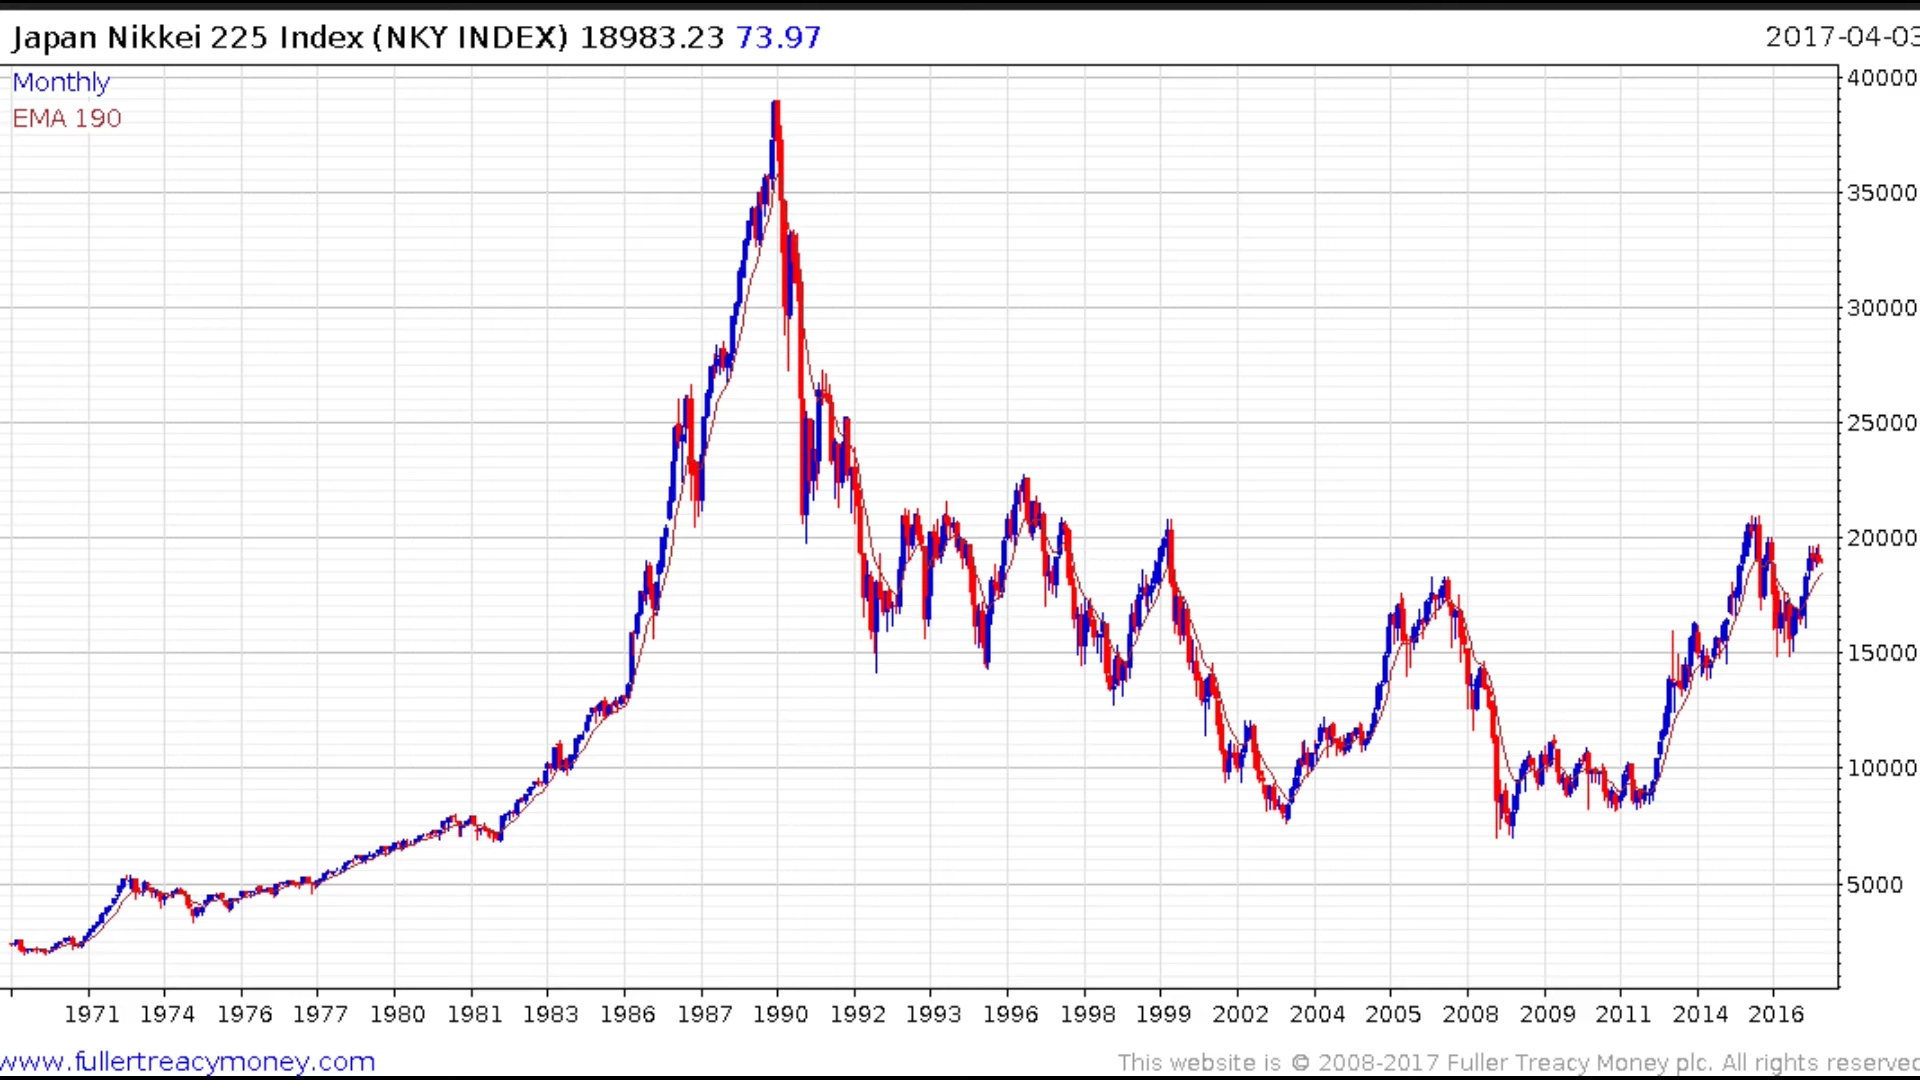 Japan Nikkei 225 Index (NKY INDEX) 18983.23 73.97
2017-04-03
Monthly
EMA 190
40000
35000
30000
25000
20000
15000
10000
5000
1971 1974 1976 1977 1980 1981 1983 1986 1987 1990 1992 1993 1996 1998 1999 2002 2004 2005 2008 2009 2011 2014 2016
www.fullertreacymoney.com
This website is © 2008-2017 Fuller Treacy Money plc. All rights reserved